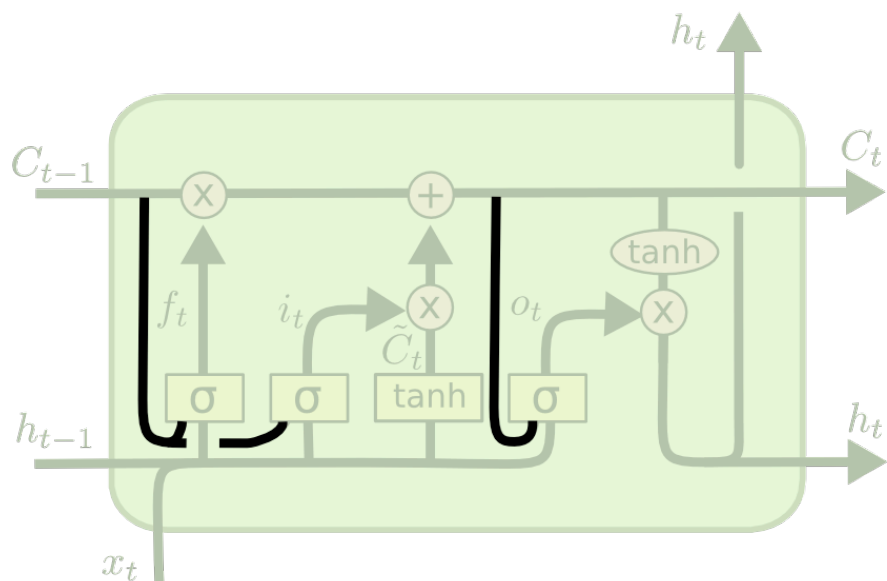 h_t
C_{t-1}
C_t
x
+
tanh
f_t
i_t
x
o_t
x
C̃_t
σ
σ
tanh
σ
h_{t-1}
h_t
x_t